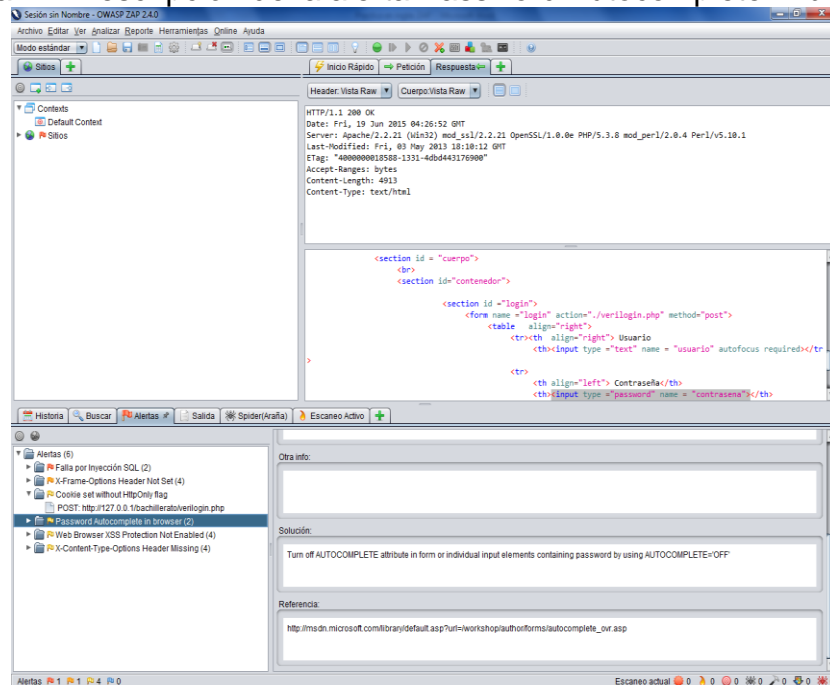 Sesión sin Nombre - OWASP ZAP 2.4.0
Archivo Editar Ver Analizar Reporte Herramientas Online Ayuda
Modo estándar
Sitios
Inicio Rápido Petición Respuesta
Header: Vista Raw Cuerpo: Vista Raw
Contexts
Default Context
Sitios
HTTP/1.1 200 OK
Date: Fri, 19 Jun 2015 04:26:52 GMT
Server: Apache/2.2.21 (Win32) mod_ssl/2.2.21 OpenSSL/1.0.0e PHP/5.3.8 mod_perl/2.0.4 Perl/v5.10.1
Last-Modified: Fri, 03 May 2013 18:10:12 GMT
ETag: "4000000018588-1331-4dbd443176900"
Accept-Ranges: bytes
Content-Length: 4913
Content-Type: text/html
<section id = "cuerpo">
<br>
<section id="contenedor">
<section id ="login">
<form name ="login" action="./verilogin.php" method="post">
<table align="right">
<tr><th align="right"> Usuario
<th><input type ="text" name = "usuario" autofocus required></tr
>
<tr>
<th align="left"> Contraseña</th>
<th><input type ="password" name = "contrasena"></th>
Historia Buscar Alertas Salida Spider(Araña) Escaneo Activo
Alertas (6)
Falla por Inyección SQL (2)
X-Frame-Options Header Not Set (4)
Cookie set without HttpOnly flag
POST: http://127.0.0.1/bachillerato/verilogin.php
Password Autocomplete in browser (2)
Web Browser XSS Protection Not Enabled (4)
X-Content-Type-Options Header Missing (4)
Otra info:
Solución:
Turn off AUTOCOMPLETE attribute in form or individual input elements containing password by using AUTOCOMPLETE='OFF'
Referencia:
http://msdn.microsoft.com/library/default.asp?url=/workshop/author/forms/autocomplete_ovr.asp
Alertas 1 1 4 0 Escaneo actual 0 0 0 0 0 0